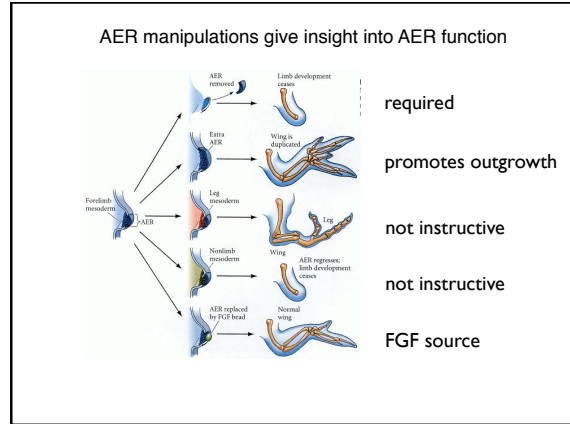 AER manipulations give insight into AER function
AER
removed
Limb development
ceases
required
Extra
AER
Wing is
duplicated
promotes outgrowth
Forelimb
mesoderm
AER
Leg
mesoderm
Leg
Wing
not instructive
Nonlimb
mesoderm
AER regresses;
limb development
ceases
not instructive
AER replaced
by FGF bead
Normal
wing
FGF source